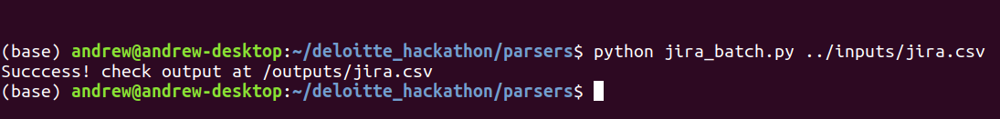 (base) andrew@andrew-desktop:~/deloitte_hackathon/parsers$ python jira_batch.py ../inputs/jira.csv
Succcess! check output at /outputs/jira.csv
(base) andrew@andrew-desktop:~/deloitte_hackathon/parsers$